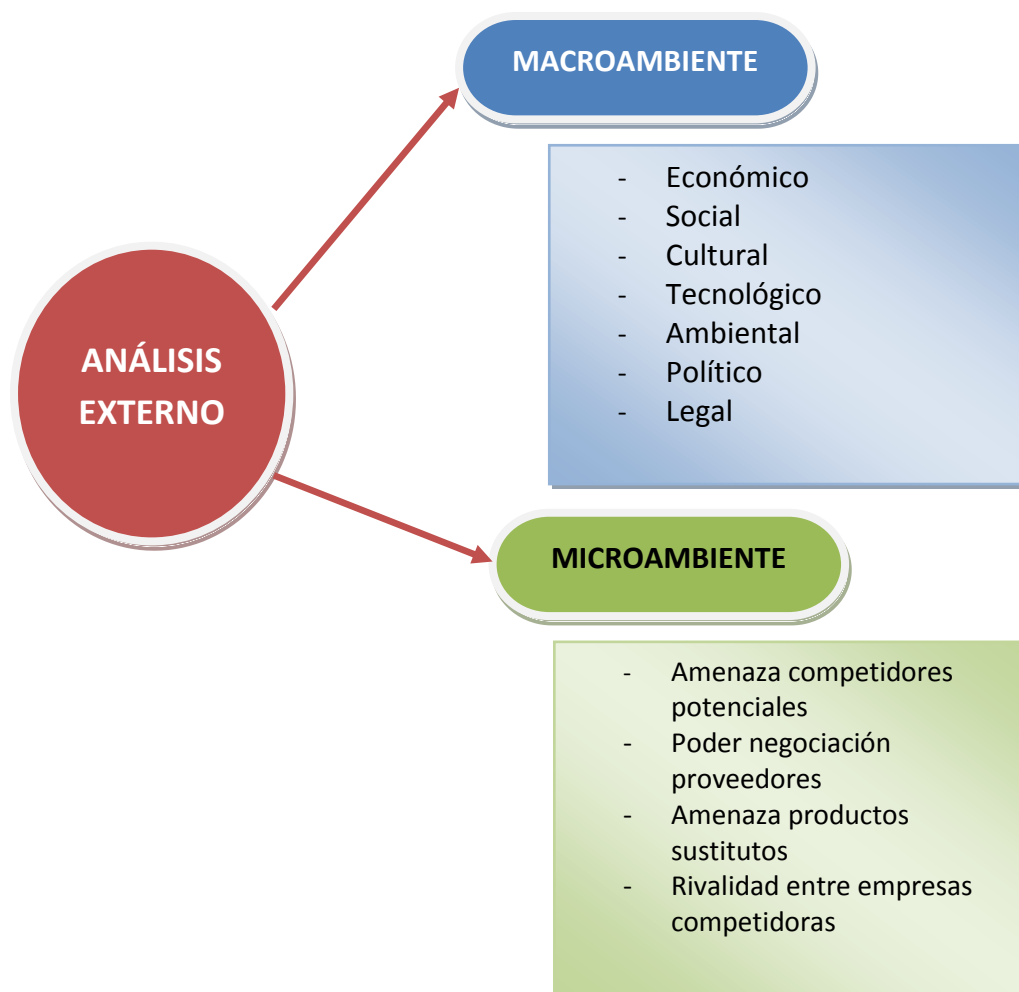 MACROAMBIENTE
- Económico
- Social
- Cultural
- Tecnológico
- Ambiental
- Político
- Legal
ANÁLISIS
EXTERNO
MICROAMBIENTE
- Amenaza competidores
potenciales
- Poder negociación
proveedores
- Amenaza productos
sustitutos
- Rivalidad entre empresas
competidoras